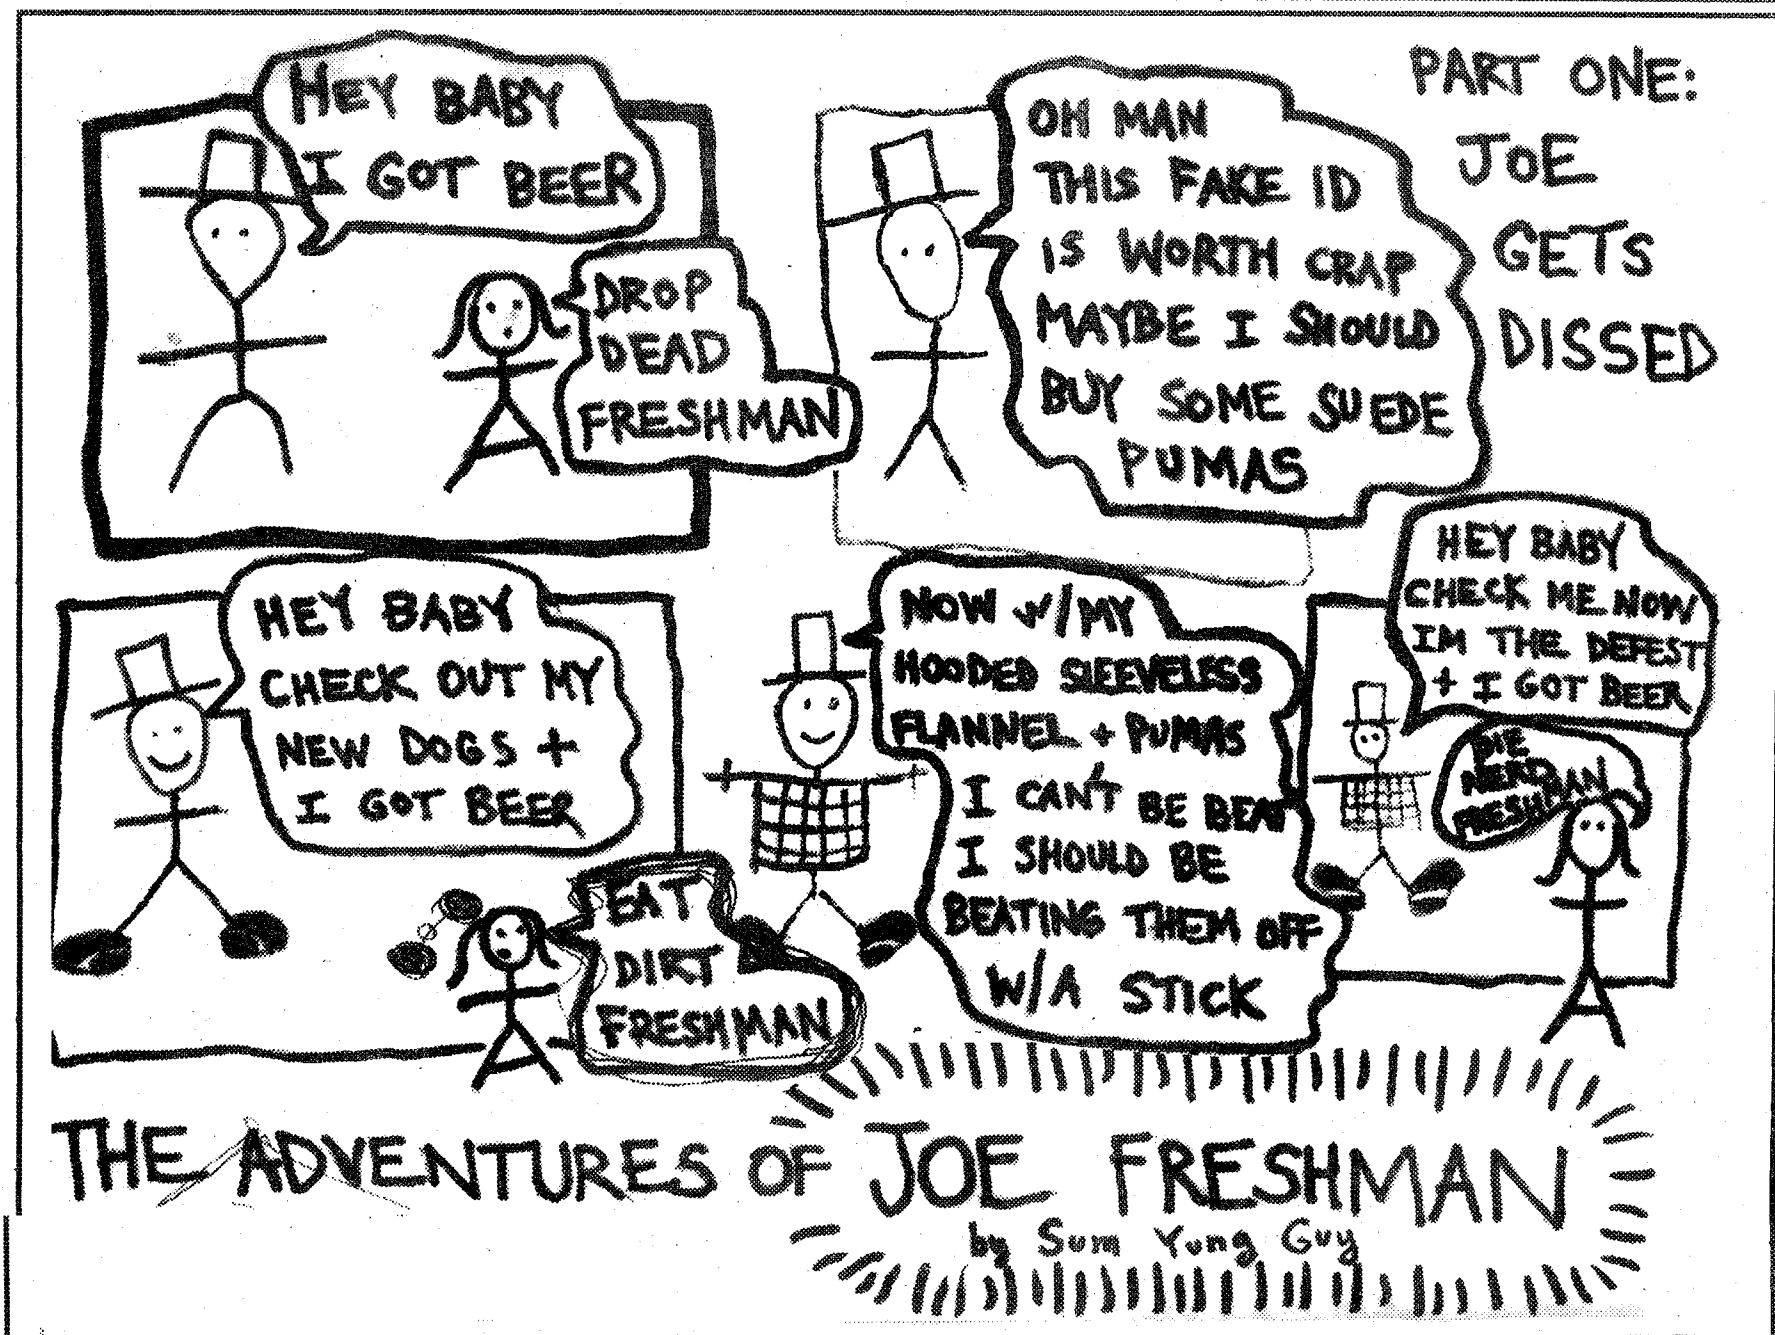 HEY BABY
I GOT BEER
DROP
DEAD
FRESHMAN
OH MAN
THIS FAKE ID
IS WORTH CRAP
MAYBE I SHOULD
BUY SOME SUEDE
PUMAS
PART ONE:
JOE
GETS
DISSED
HEY BABY
CHECK OUT MY
NEW DOGS +
I GOT BEER
EAT
DIRT
FRESHMAN
NOW W/MY
HOODED SLEEVELESS
FLANNEL + PUMAS
I CAN'T BE BEAT
I SHOULD BE
BEATING THEM OFF
W/A STICK
HEY BABY
CHECK ME NOW
IM THE DEFEST
+ I GOT BEER
DIE
NERD
FRESHMAN
THE ADVENTURES OF JOE FRESHMAN
by Sum Yung Guy